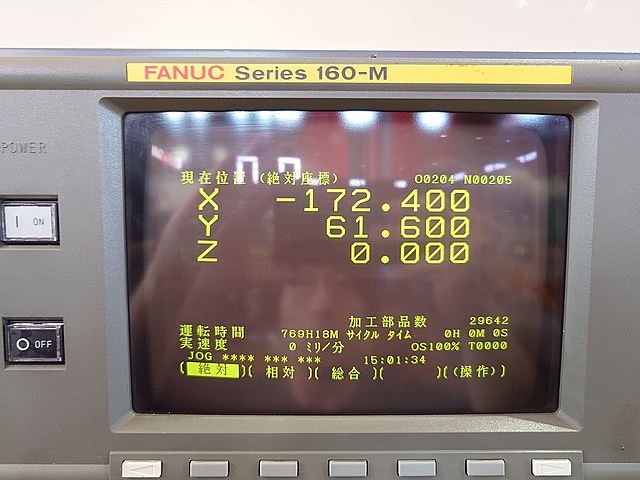 FANUC Series 160-M
POWER
ON
OFF
現在位置 (絶対座標) O0204 N00205
X -172.400
Y 61.600
Z 0.000
加工部品数 29642
運転時間 769H18M サイクル タイム 0H 0M 0S
実速度 0 ミリ/分 OS100% T0000
JOG **** *** *** 15:01:34
[ 絶対 )( 相対 )( 総合 )( )((操作))